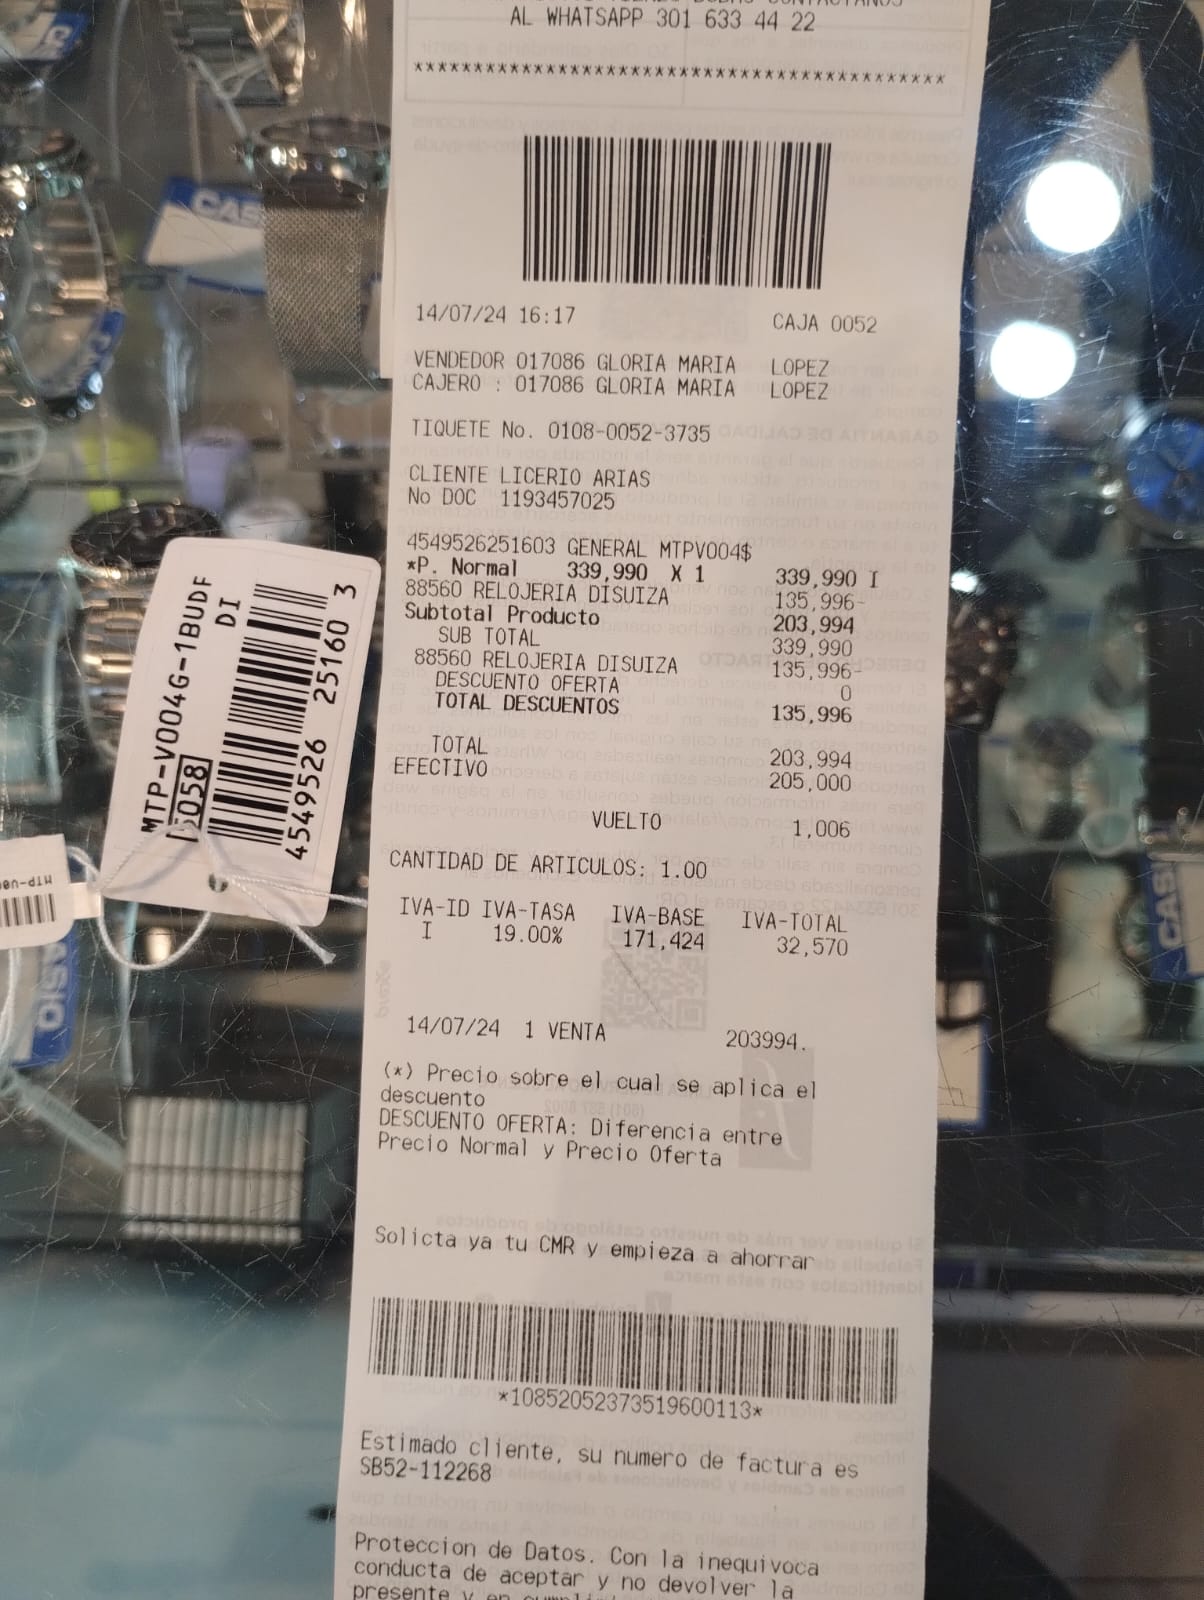 AL WHATSAPP 301 633 44 22
*********************************************
14/07/24 16:17 CAJA 0052
VENDEDOR 017086 GLORIA MARIA LOPEZ
CAJERO : 017086 GLORIA MARIA LOPEZ
TIQUETE No. 0108-0052-3735
CLIENTE LICERIO ARIAS
No DOC 1193457025
4549526251603 GENERAL MTPV004$
*P. Normal 339,990 X 1 339,990 I
88560 RELOJERIA DISUIZA 135,996-
Subtotal Producto 203,994
SUB TOTAL 339,990
88560 RELOJERIA DISUIZA 135,996-
DESCUENTO OFERTA 0
TOTAL DESCUENTOS 135,996
TOTAL 203,994
EFECTIVO 205,000
VUELTO 1,006
CANTIDAD DE ARTICULOS: 1.00
IVA-ID IVA-TASA IVA-BASE IVA-TOTAL
I 19.00% 171,424 32,570
14/07/24 1 VENTA 203994.
(*) Precio sobre el cual se aplica el
descuento
DESCUENTO OFERTA: Diferencia entre
Precio Normal y Precio Oferta
Solicta ya tu CMR y empieza a ahorrar
*10852052373519600113*
Estimado cliente, su numero de factura es
SB52-112268
Proteccion de Datos. Con la inequivoca
conducta de aceptar y no devolver la
MTP-V004G-1BUDF
DI
5058
4549526 25160 3
CASIO